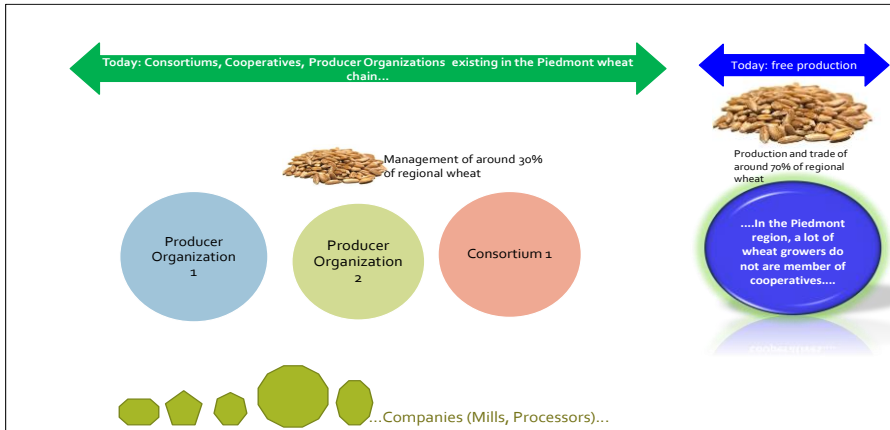 Today: Consortiums, Cooperatives, Producer Organizations existing in the Piedmont wheat
chain...
Today: free production
Management of around 30%
of regional wheat
Production and trade of
around 70% of regional
wheat
Producer
Organization
1
Producer
Organization
2
Consortium 1
....In the Piedmont
region, a lot of
wheat growers do
not are member of
cooperatives....
...Companies (Mills, Processors)...